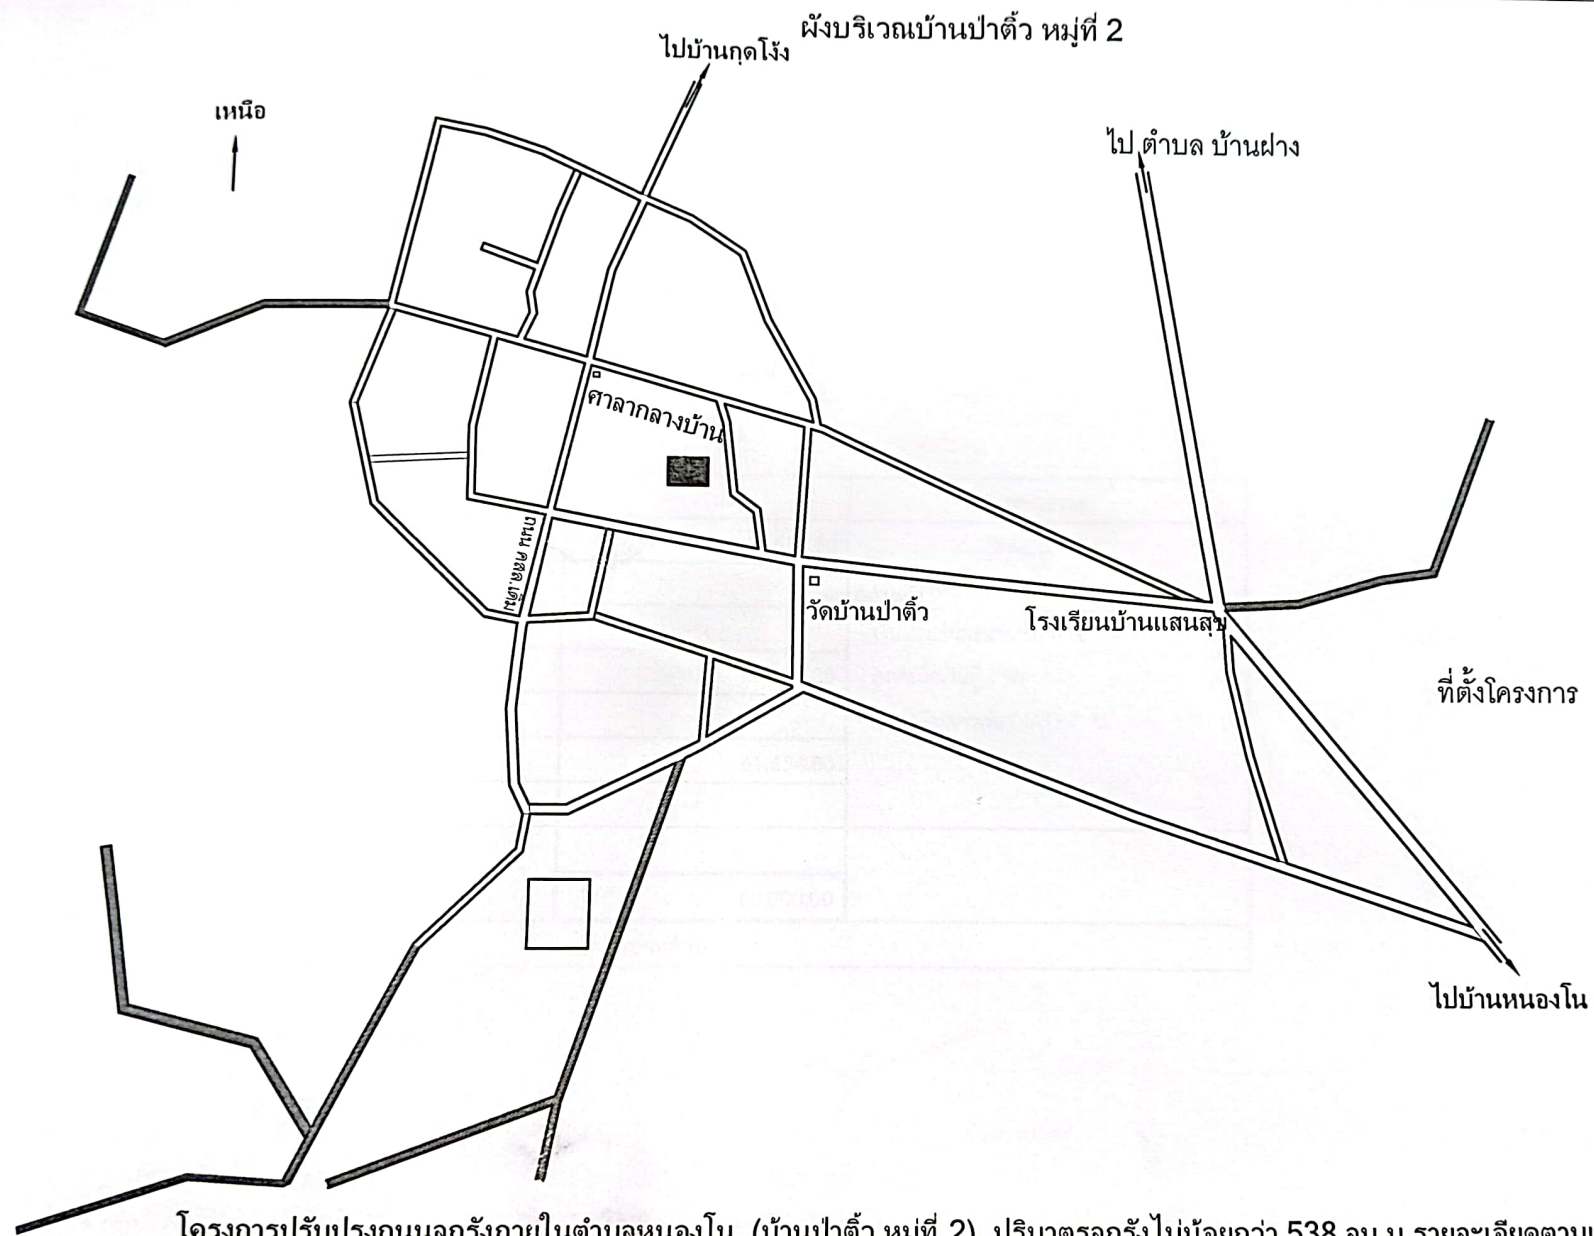 ผังบริเวณบ้านป่าติ้ว หมู่ที่ 2
ไปบ้านกุดโง้ง
เหนือ
ไป ตำบล บ้านฝาง
ศาลากลางบ้าน
ถนน คสล.เดิม
วัดบ้านป่าติ้ว
โรงเรียนบ้านแสนสุข
ที่ตั้งโครงการ
ไปบ้านหนองโน
โครงการปรับปรุงถนนลูกรังภายในตำบลหนองโน (บ้านป่าติ้ว หมู่ที่ 2) ปริมาตรลูกรังไม่น้อยกว่า 538 ลบ.ม รายละเอียดตาม